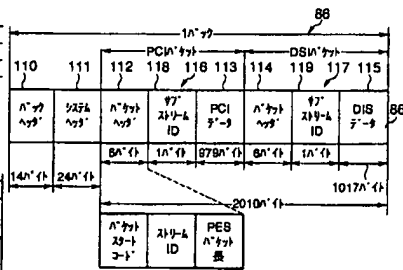 86
1パック
PCIパケット
DSIパケット
110 111 112 118 116 113 114 119 117 115
パック
ヘッダ
システム
ヘッダ
パケット
ヘッダ
サブ
ストリーム
ID
PCI
データ
パケット
ヘッダ
サブ
ストリーム
ID
DIS
データ
86
14バイト
24バイト
6バイト
1バイト
979バイト
6バイト
1バイト
1017バイト
2010バイト
パケット
スタート
コード
ストリーム
ID
PES
パケット
長